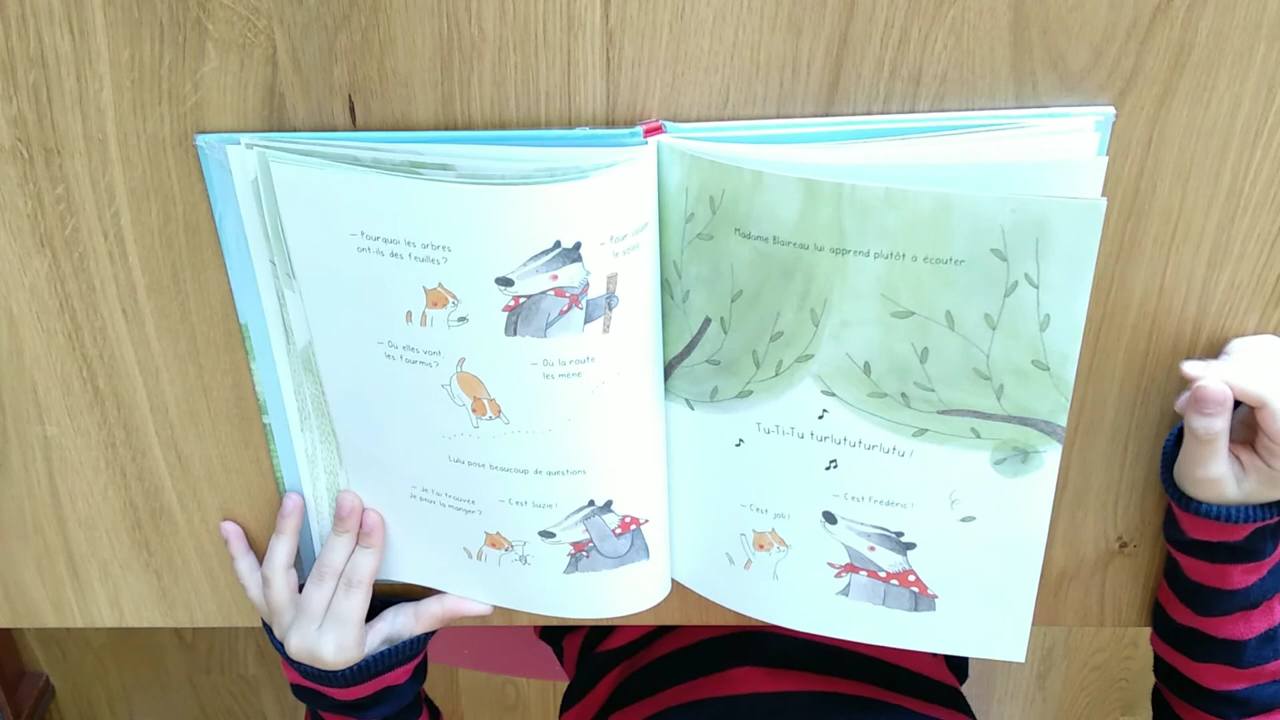 – Pourquoi les arbres
ont-ils des feuilles ?
– Pour
le soleil
– Où elles vont,
les fourmis ?
– Où la route
les mène.
Lulu pose beaucoup de questions
– Je l'ai trouvée.
Je peux la manger ?
– C'est Suzie !
Madame Blaireau lui apprend plutôt à écouter
Tu-Ti-Tu turlututurlutu !
– C'est joli !
– C'est Frédéric !